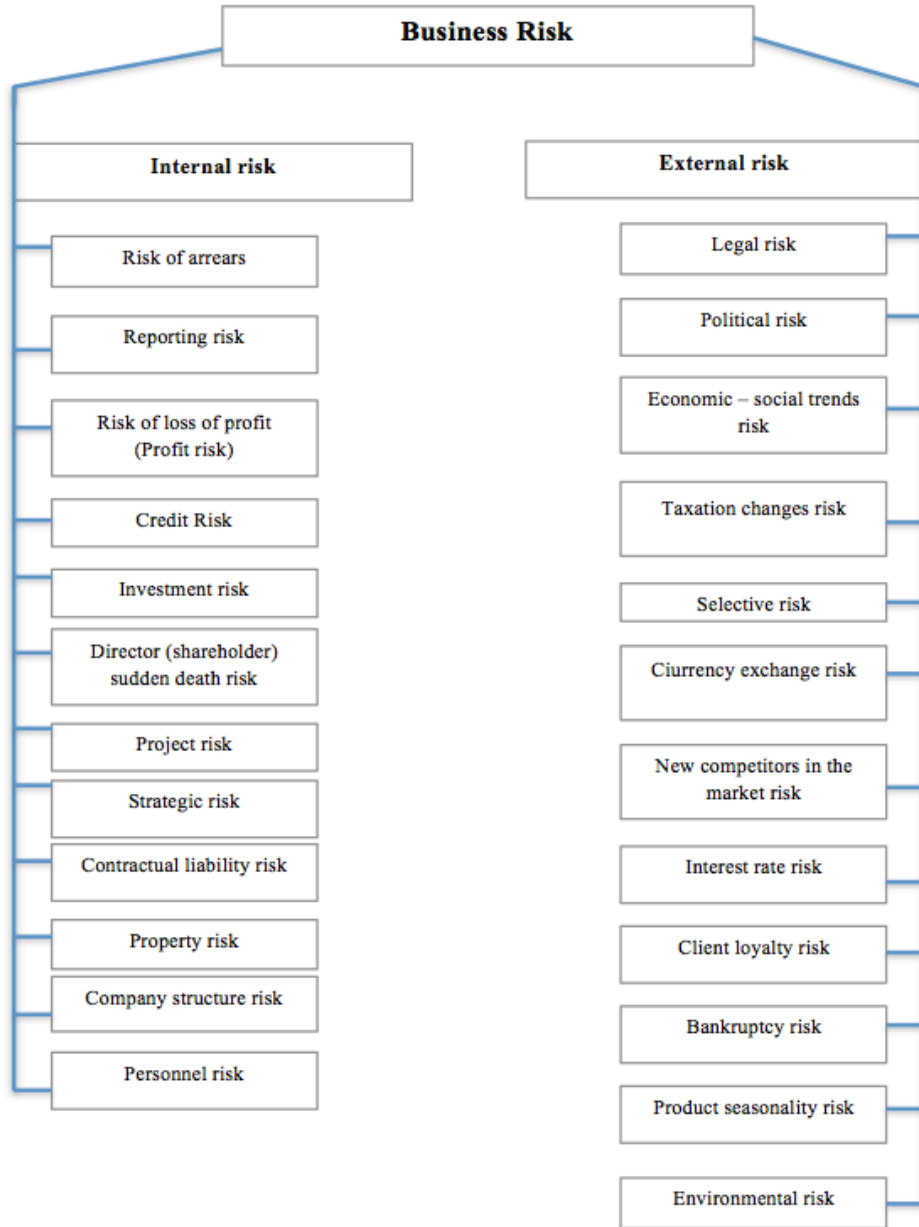 Business Risk
Internal risk
Risk of arrears
Reporting risk
Risk of loss of profit
(Profit risk)
Credit Risk
Investment risk
Director (shareholder)
sudden death risk
Project risk
Strategic risk
Contractual liability risk
Property risk
Company structure risk
Personnel risk
External risk
Legal risk
Political risk
Economic – social trends
risk
Taxation changes risk
Selective risk
Ciurrency exchange risk
New competitors in the
market risk
Interest rate risk
Client loyalty risk
Bankruptcy risk
Product seasonality risk
Environmental risk